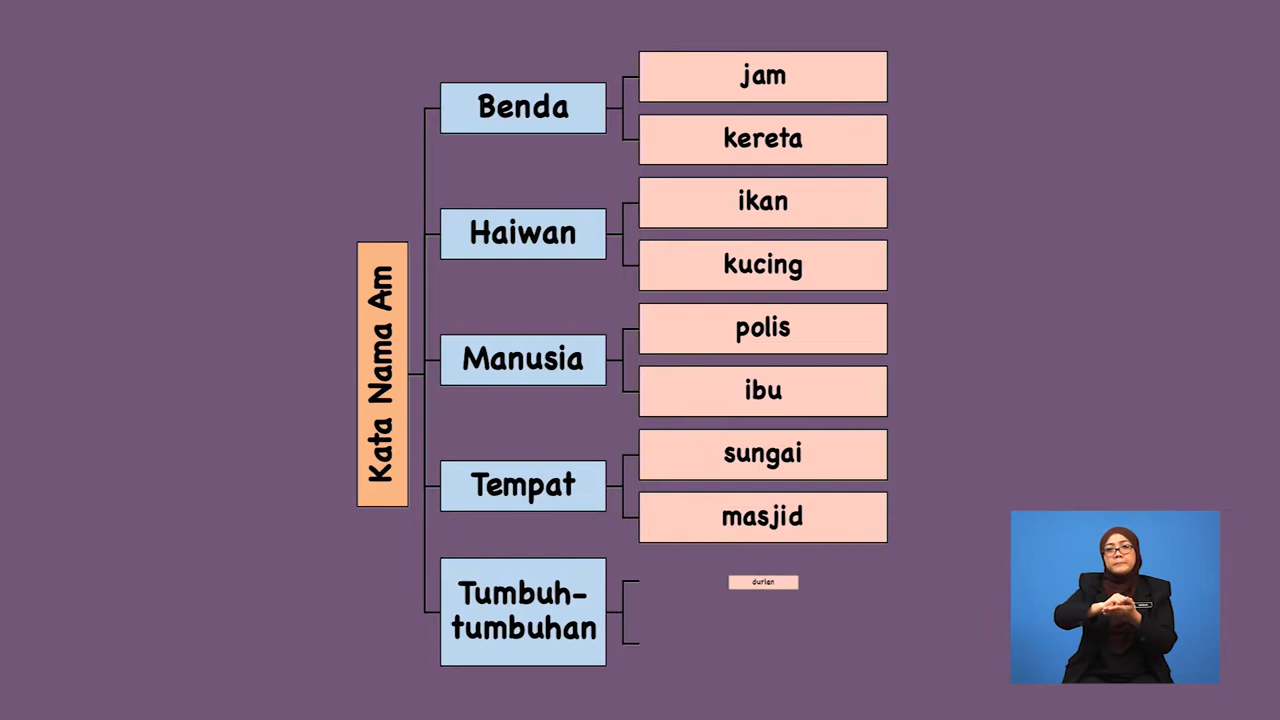 Kata Nama Am
Benda
jam
kereta
Haiwan
ikan
kucing
Manusia
polis
ibu
Tempat
sungai
masjid
Tumbuh-
tumbuhan
durian